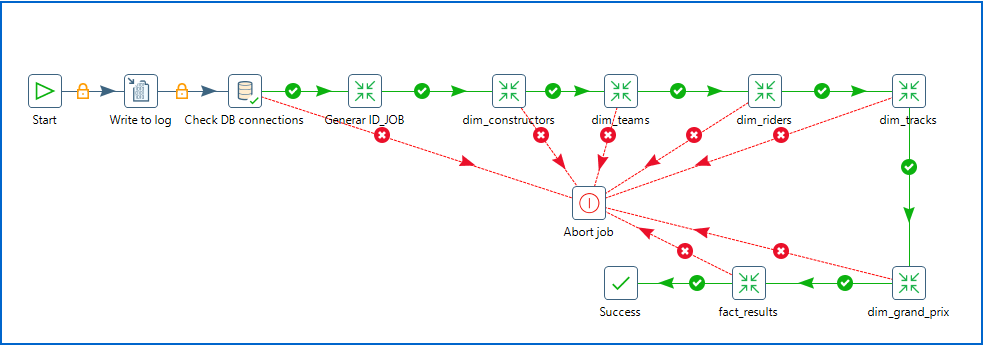 Start
Write to log
Check DB connections
Generar ID_JOB
dim_constructors
dim_teams
dim_riders
dim_tracks
Abort job
Success
fact_results
dim_grand_prix